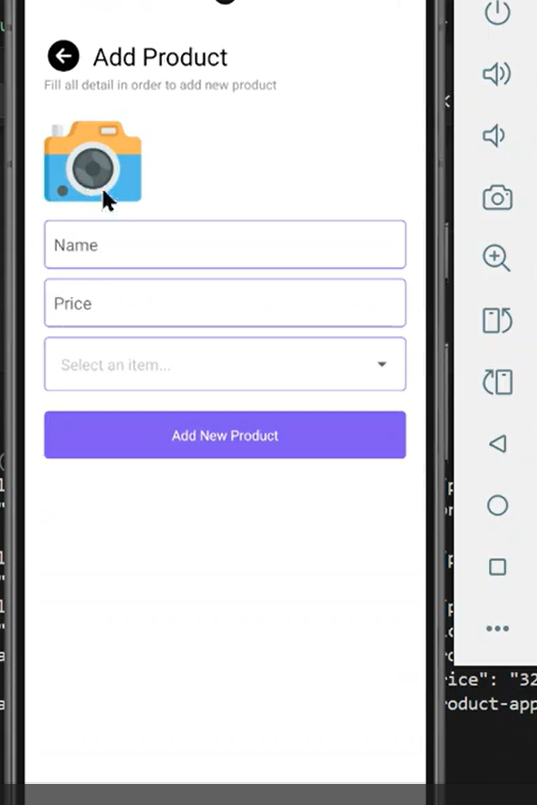 Add Product
Fill all detail in order to add new product
Name
Price
Select an item...
Add New Product
ice": "32
oduct-app